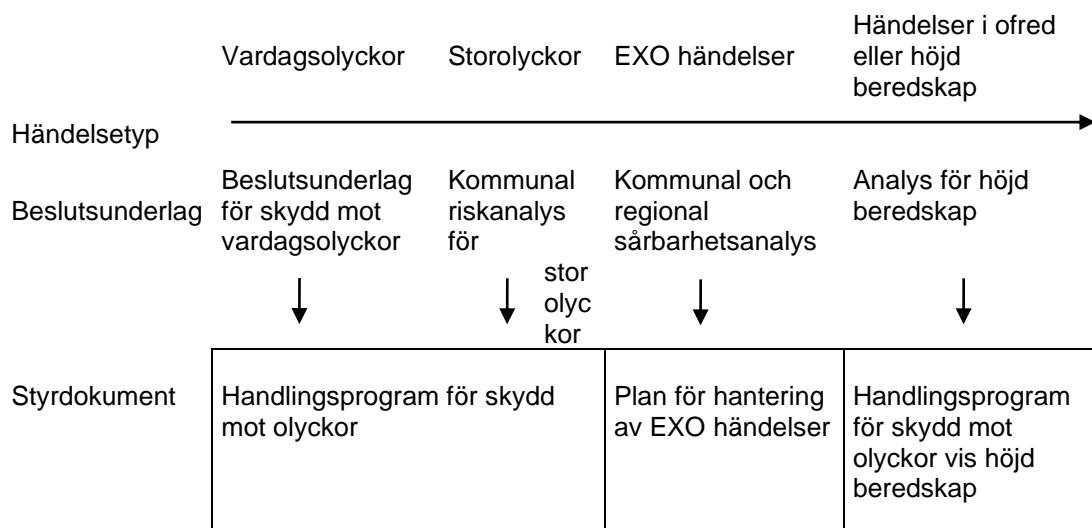 Vardagsolyckor Storolyckor EXO händelser Händelser i ofred
eller höjd
beredskap
Händelsetyp
Beslutsunderlag Beslutsunderlag Kommunal Kommunal och Analys för höjd
för skydd mot riskanalys regional beredskap
vardagsolyckor för sårbarhetsanalys
stor
olyc
kor
Styrdokument Handlingsprogram för skydd Plan för hantering Handlingsprogram
mot olyckor av EXO händelser för skydd mot
olyckor vis höjd
beredskap